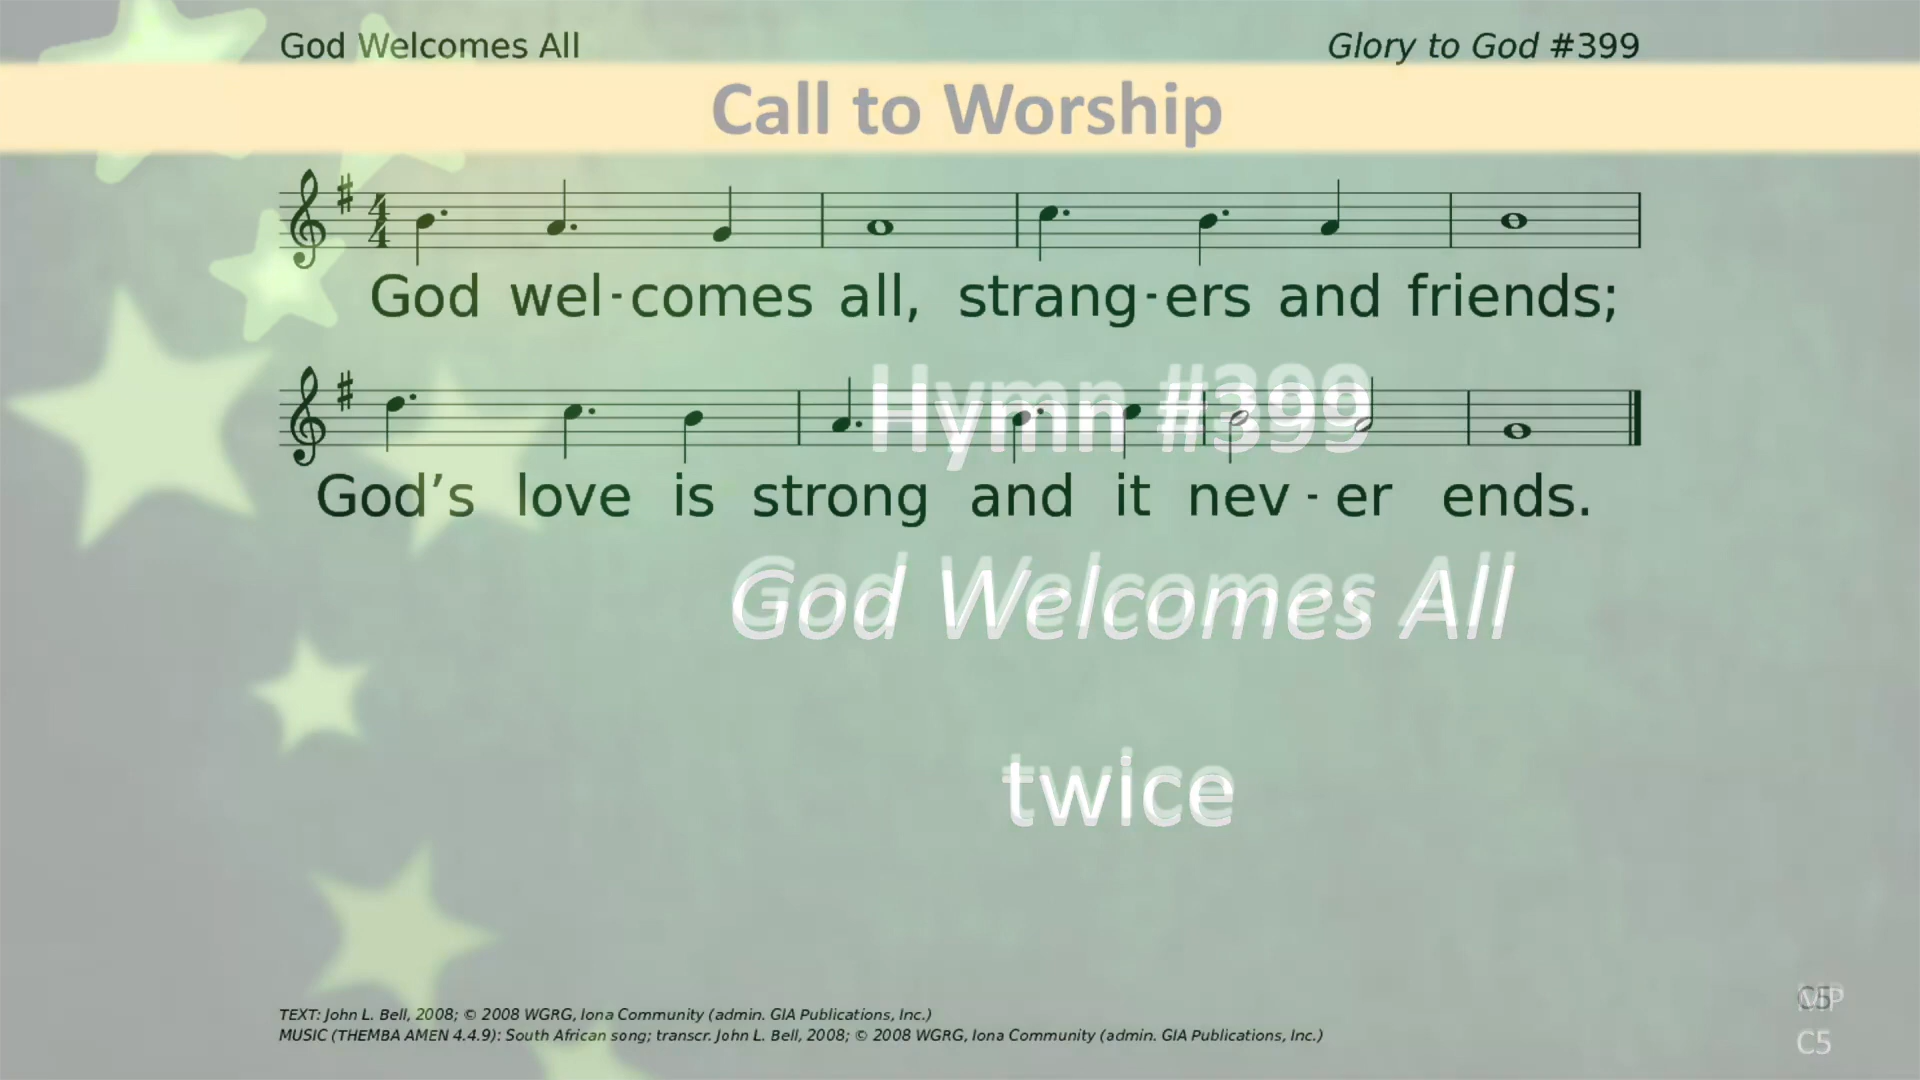 God Welcomes All
Glory to God #399
Call to Worship
God wel-comes all, strang-ers and friends;
Hymn #399
God's love is strong and it nev-er ends.
God Welcomes All
twice
TEXT: John L. Bell, 2008; © 2008 WGRG, Iona Community (admin. GIA Publications, Inc.)
MUSIC (THEMBA AMEN 4.4.9): South African song; transcr. John L. Bell, 2008; © 2008 WGRG, Iona Community (admin. GIA Publications, Inc.)
C5